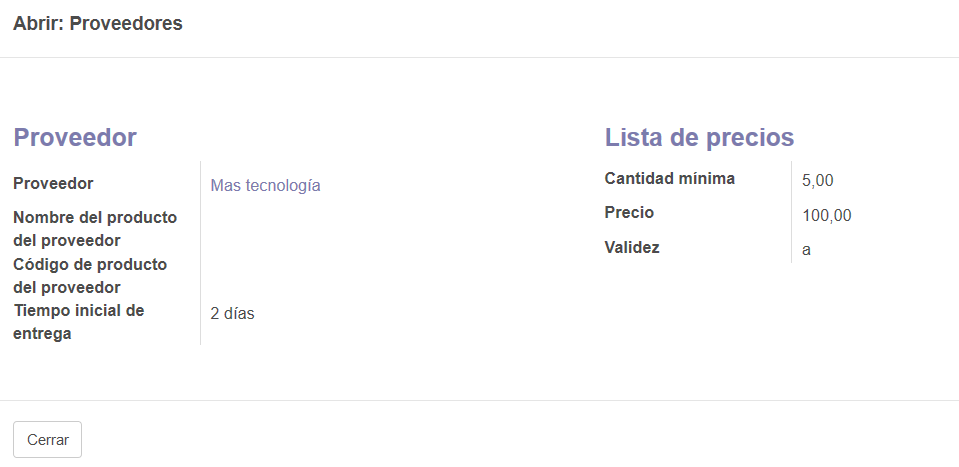 Abrir: Proveedores
Proveedor
Proveedor
Mas tecnología
Nombre del producto
del proveedor
Código de producto
del proveedor
Tiempo inicial de
entrega
2 días
Lista de precios
Cantidad mínima
5,00
Precio
100,00
Validez
a
Cerrar